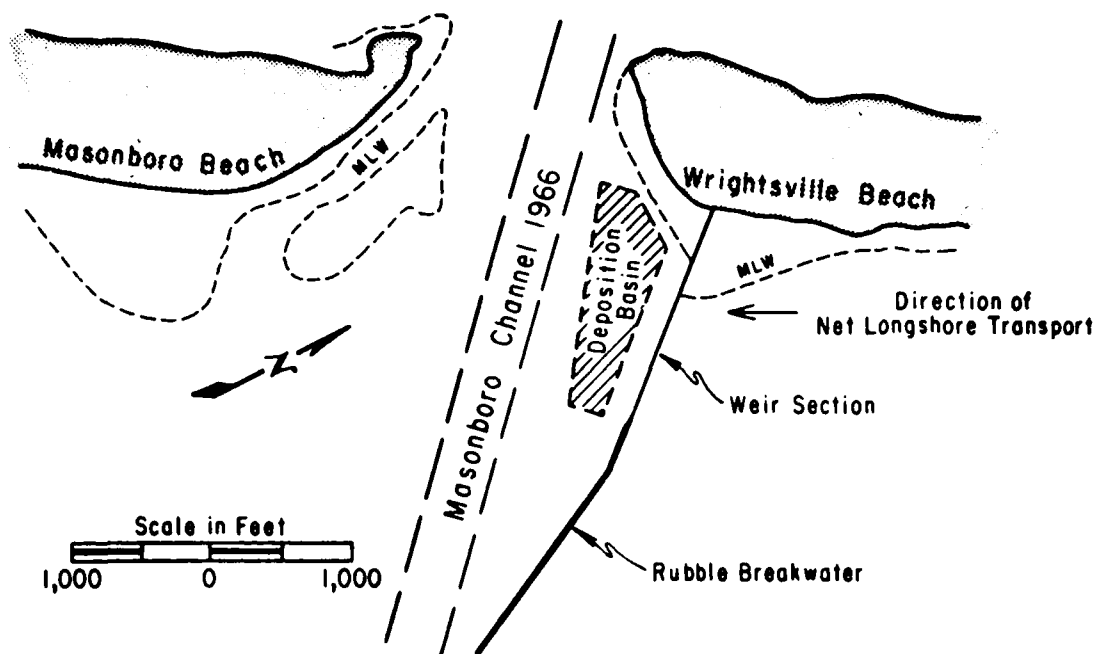 Masonboro Beach
MLW
Masonboro Channel 1966
Deposition
Basin
Wrightsville Beach
MLW
Direction of
Net Longshore Transport
N
Weir Section
Scale in Feet
1,000 0 1,000
Rubble Breakwater